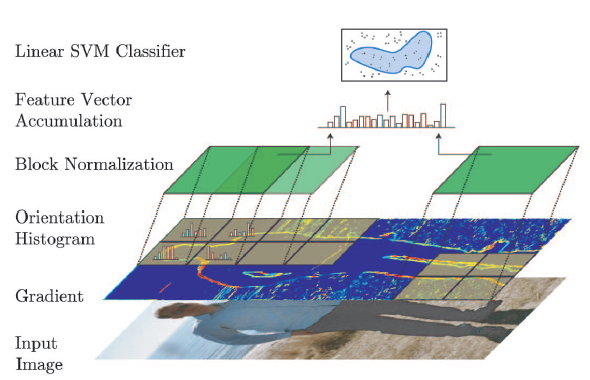 Linear SVM Classifier
Feature Vector
Accumulation
Block Normalization
Orientation
Histogram
Gradient
Input
Image